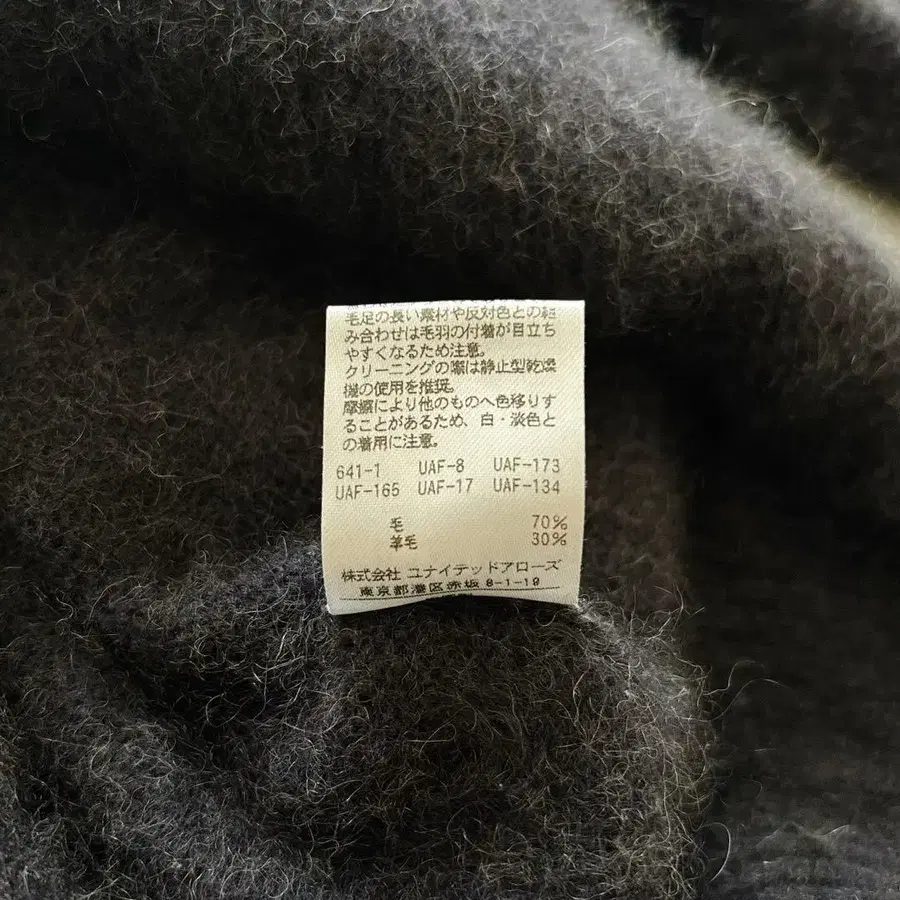 毛足の長い素材や反対色との組
み合わせは毛羽の付着が目立ち
やすくなるため注意。
クリーニングの際は静止型乾燥
機の使用を推奨。
摩擦により他のものへ色移りす
ることがあるため、白・淡色と
の着用に注意。
641-1 UAF-8 UAF-173
UAF-165 UAF-17 UAF-134
毛 70%
羊毛 30%
株式会社 ユナイテッドアローズ
東京都港区赤坂 8-1-19